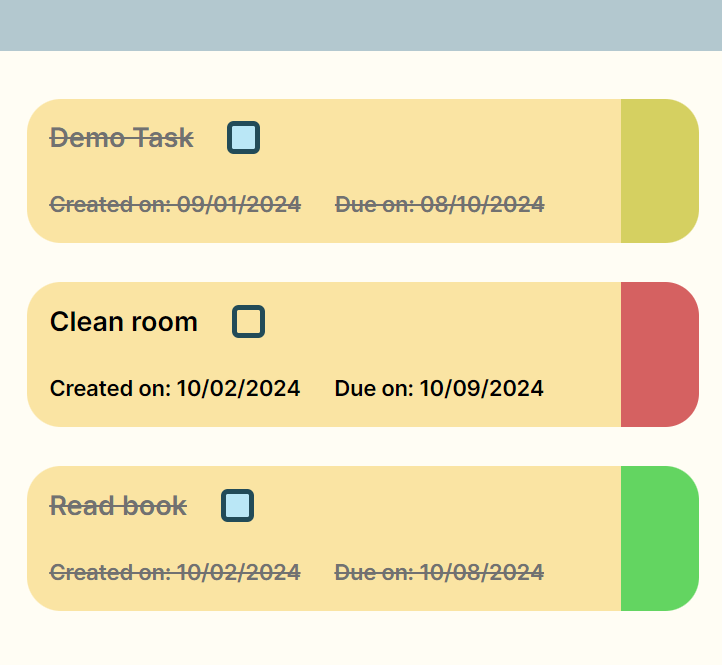 Demo Task
Created on: 09/01/2024 Due on: 08/10/2024
Clean room
Created on: 10/02/2024 Due on: 10/09/2024
Read book
Created on: 10/02/2024 Due on: 10/08/2024